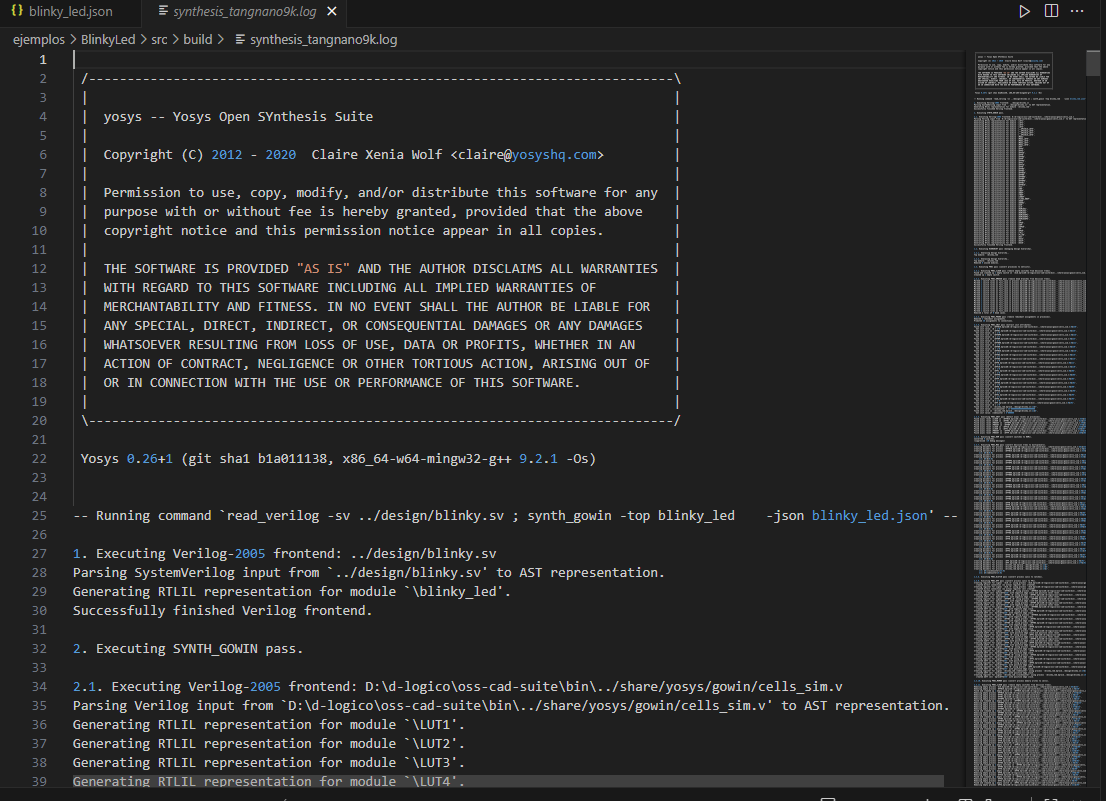 {} blinky_led.json
synthesis_tangnano9k.log
ejemplos > BlinkyLed > src > build > synthesis_tangnano9k.log
1
2 /----------------------------------------------------------------------------\
3 | |
4 | yosys -- Yosys Open SYnthesis Suite |
5 | |
6 | Copyright (C) 2012 - 2020 Claire Xenia Wolf <claire@yosyshq.com> |
7 | |
8 | Permission to use, copy, modify, and/or distribute this software for any |
9 | purpose with or without fee is hereby granted, provided that the above |
10 | copyright notice and this permission notice appear in all copies. |
11 | |
12 | THE SOFTWARE IS PROVIDED "AS IS" AND THE AUTHOR DISCLAIMS ALL WARRANTIES |
13 | WITH REGARD TO THIS SOFTWARE INCLUDING ALL IMPLIED WARRANTIES OF |
14 | MERCHANTABILITY AND FITNESS. IN NO EVENT SHALL THE AUTHOR BE LIABLE FOR |
15 | ANY SPECIAL, DIRECT, INDIRECT, OR CONSEQUENTIAL DAMAGES OR ANY DAMAGES |
16 | WHATSOEVER RESULTING FROM LOSS OF USE, DATA OR PROFITS, WHETHER IN AN |
17 | ACTION OF CONTRACT, NEGLIGENCE OR OTHER TORTIOUS ACTION, ARISING OUT OF |
18 | OR IN CONNECTION WITH THE USE OR PERFORMANCE OF THIS SOFTWARE. |
19 | |
20 \----------------------------------------------------------------------------/
21
22 Yosys 0.26+1 (git sha1 b1a011138, x86_64-w64-mingw32-g++ 9.2.1 -Os)
23
24
25 -- Running command `read_verilog -sv ../design/blinky.sv ; synth_gowin -top blinky_led -json blinky_led.json' --
26
27 1. Executing Verilog-2005 frontend: ../design/blinky.sv
28 Parsing SystemVerilog input from `../design/blinky.sv' to AST representation.
29 Generating RTLIL representation for module `\blinky_led'.
30 Successfully finished Verilog frontend.
31
32 2. Executing SYNTH_GOWIN pass.
33
34 2.1. Executing Verilog-2005 frontend: D:\d-logico\oss-cad-suite\bin\../share/yosys/gowin/cells_sim.v
35 Parsing Verilog input from `D:\d-logico\oss-cad-suite\bin\../share/yosys/gowin/cells_sim.v' to AST representation.
36 Generating RTLIL representation for module `\LUT1'.
37 Generating RTLIL representation for module `\LUT2'.
38 Generating RTLIL representation for module `\LUT3'.
39 Generating RTLIL representation for module `\LUT4'.